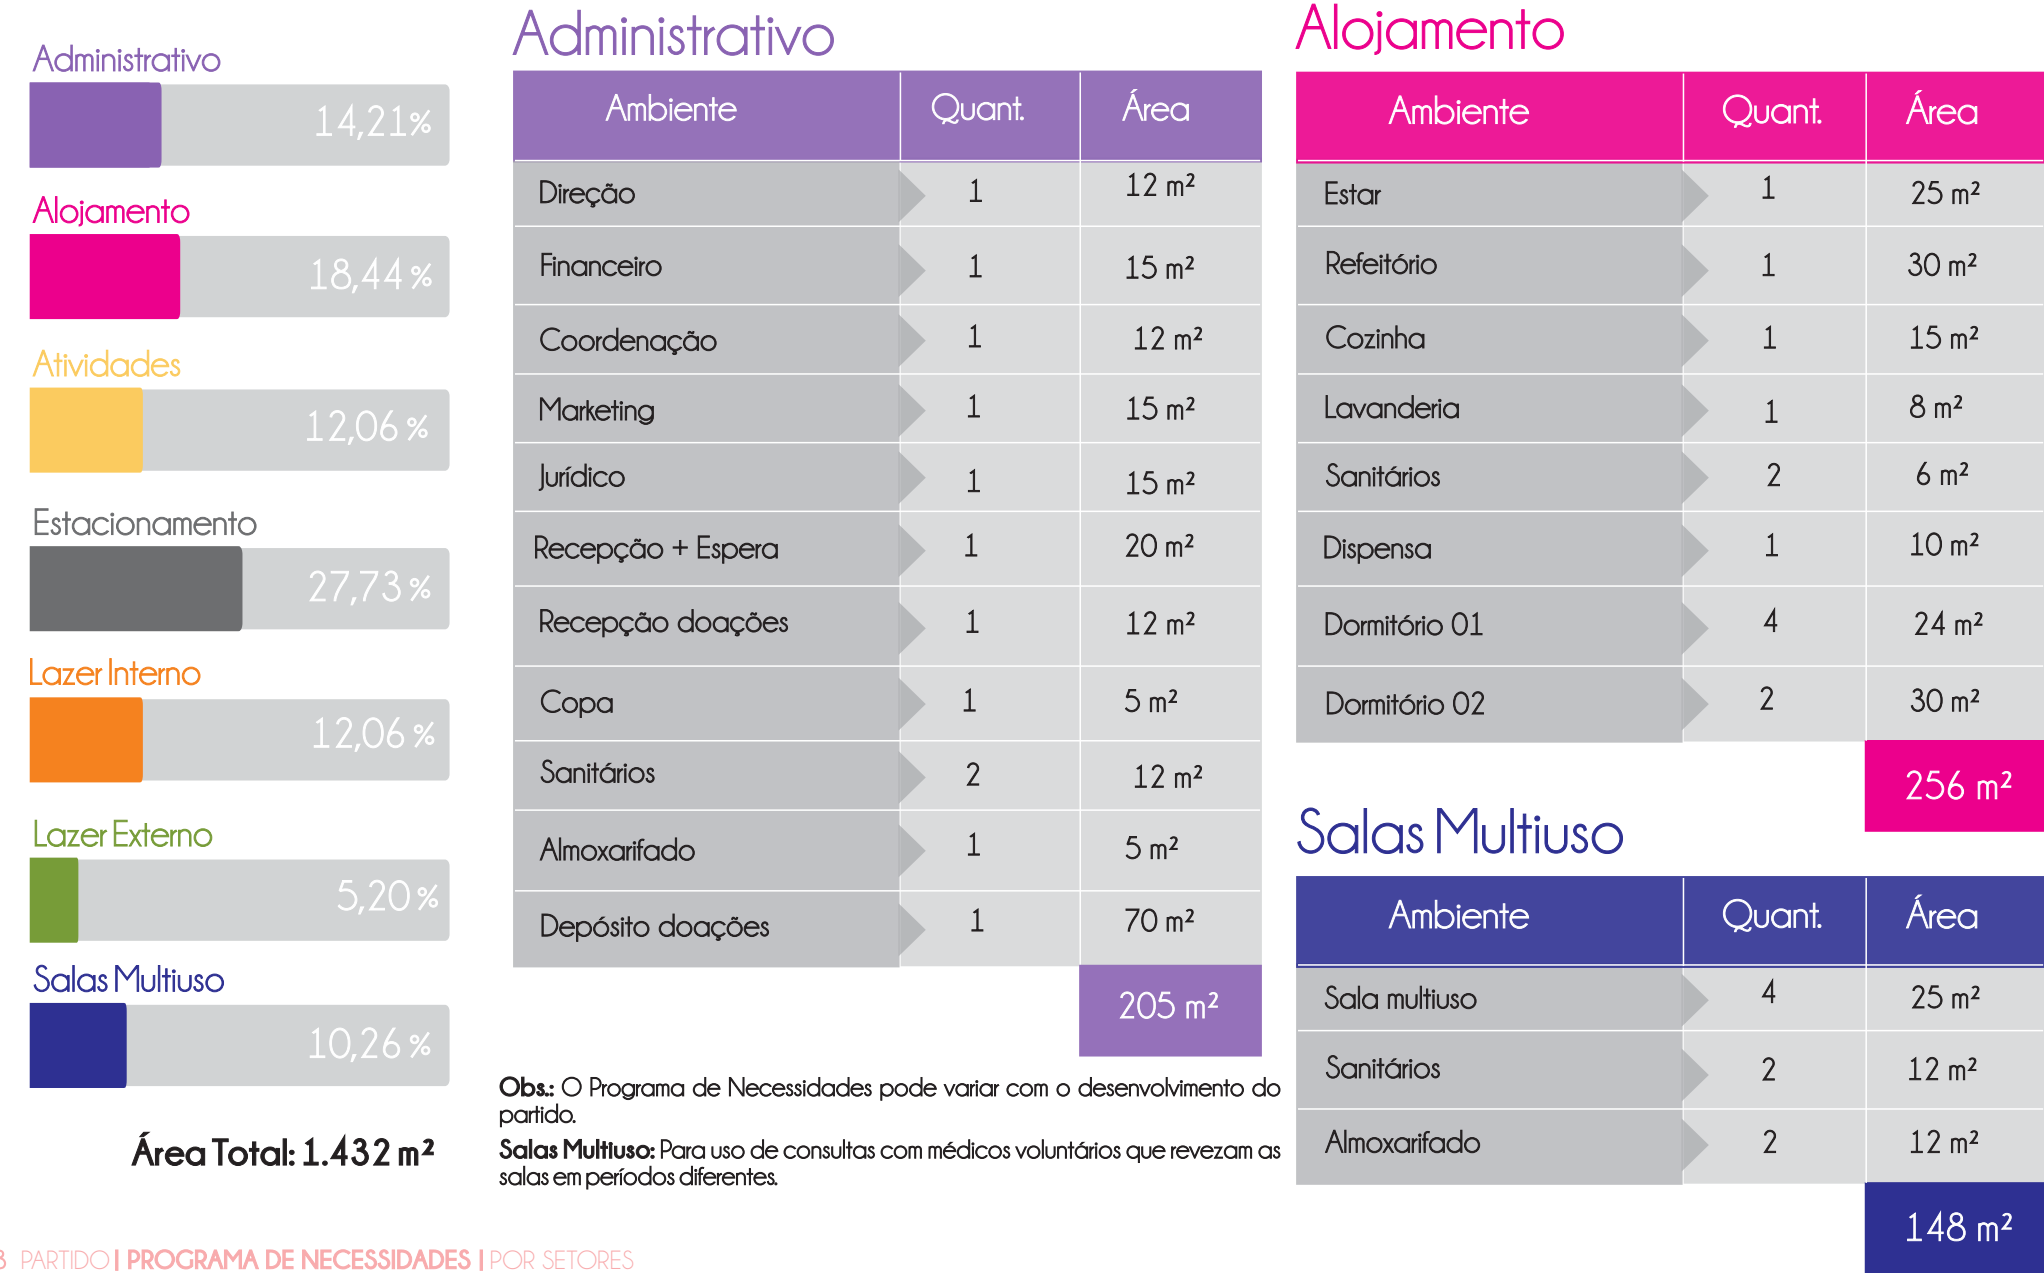 Administrativo
14,21%
Alojamento
18,44 %
Atividades
12,06 %
Estacionamento
27,73 %
Lazer Interno
12,06 %
Lazer Externo
5,20 %
Salas Multiuso
10,26 %
Área Total: 1.432 m²
Administrativo
Ambiente Quant. Área
Direção 1 12 m²
Financeiro 1 15 m²
Coordenação 1 12 m²
Marketing 1 15 m²
Jurídico 1 15 m²
Recepção + Espera 1 20 m²
Recepção doações 1 12 m²
Copa 1 5 m²
Sanitários 2 12 m²
Almoxarifado 1 5 m²
Depósito doações 1 70 m²
205 m²
Obs.: O Programa de Necessidades pode variar com o desenvolvimento do
partido.
Salas Multiuso: Para uso de consultas com médicos voluntários que revezam as
salas em períodos diferentes.
Alojamento
Ambiente Quant. Área
Estar 1 25 m²
Refeitório 1 30 m²
Cozinha 1 15 m²
Lavanderia 1 8 m²
Sanitários 2 6 m²
Dispensa 1 10 m²
Dormitório 01 4 24 m²
Dormitório 02 2 30 m²
256 m²
Salas Multiuso
Ambiente Quant. Área
Sala multiuso 4 25 m²
Sanitários 2 12 m²
Almoxarifado 2 12 m²
148 m²
PARTIDO | PROGRAMA DE NECESSIDADES | POR SETORES